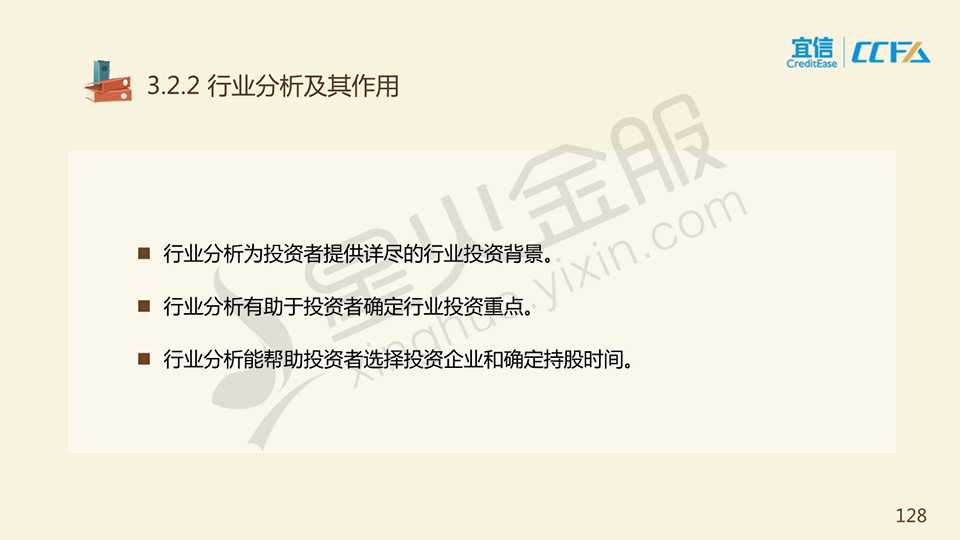 宜信
CreditEase
CCFA
3.2.2 行业分析及其作用
行业分析为投资者提供详尽的行业投资背景。
行业分析有助于投资者确定行业投资重点。
行业分析能帮助投资者选择投资企业和确定持股时间。
星火金服
xinghuo.yixin.com
128